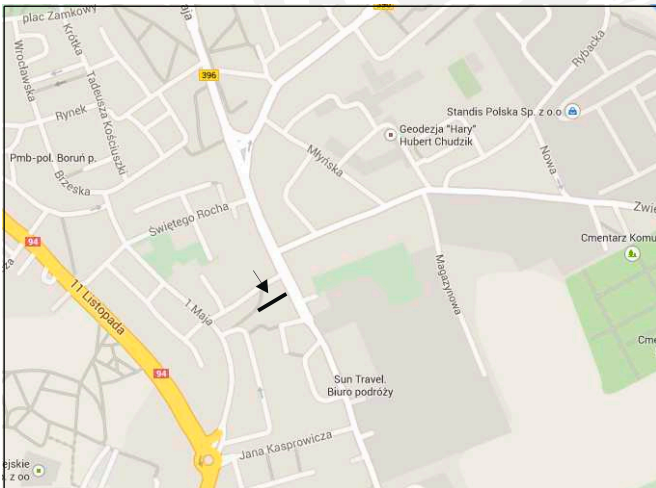 plac Zamkowy
Wrocławska
Krótka
Tadeusza Kościuszki
396
Rybacka
Rynek
Standis Polska Sp. z o.o
Geodezja "Hary"
Hubert Chudzik
Pmb-pol. Boruń p.
Młyńska
Nowa
Brzeska
Świętego Rocha
94
Cmentarz Komu
Magazynowa
11 Listopada
1 Maja
94
Sun Travel.
Biuro podróży
Jana Kasprowicza
ejskie
z oo